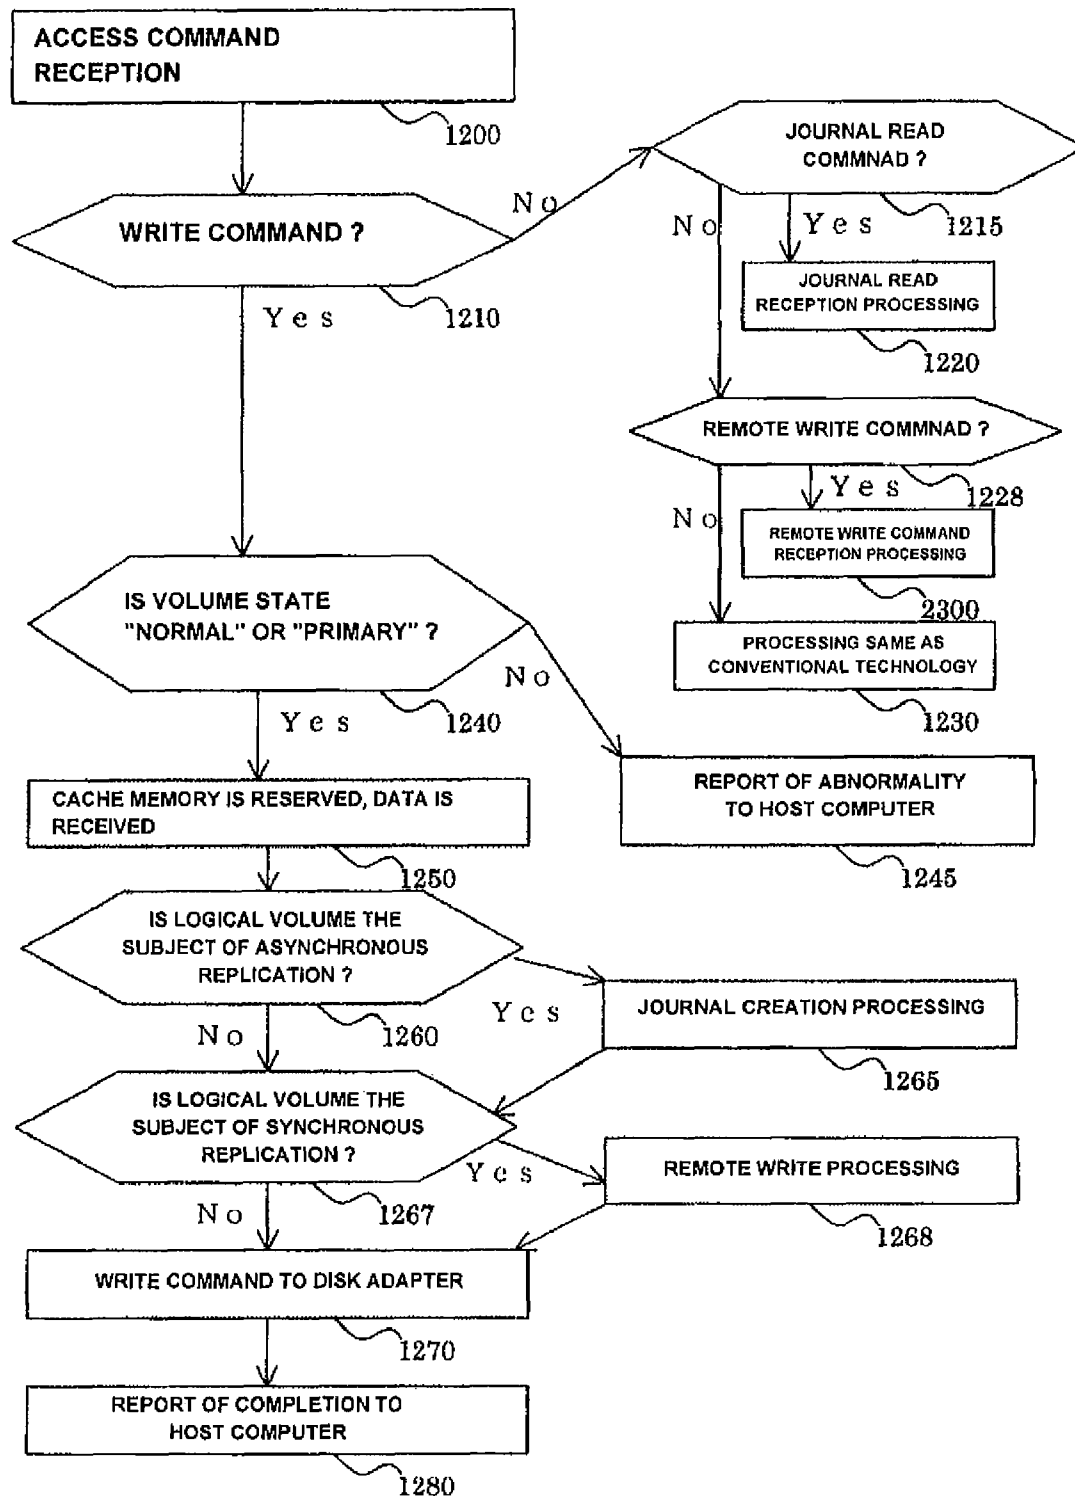 ACCESS COMMAND
RECEPTION
1200
WRITE COMMAND ?
No
1210
Yes
JOURNAL READ
COMMNAD ?
1215
No
Yes
JOURNAL READ
RECEPTION PROCESSING
1220
REMOTE WRITE COMMNAD ?
1228
Yes
No
REMOTE WRITE COMMAND
RECEPTION PROCESSING
2300
PROCESSING SAME AS
CONVENTIONAL TECHNOLOGY
1230
IS VOLUME STATE
"NORMAL" OR "PRIMARY" ?
No
1240
Yes
REPORT OF ABNORMALITY
TO HOST COMPUTER
1245
CACHE MEMORY IS RESERVED, DATA IS
RECEIVED
1250
IS LOGICAL VOLUME THE
SUBJECT OF ASYNCHRONOUS
REPLICATION ?
1260
Yes
No
JOURNAL CREATION PROCESSING
1265
IS LOGICAL VOLUME THE
SUBJECT OF SYNCHRONOUS
REPLICATION ?
Yes
1267
No
REMOTE WRITE PROCESSING
1268
WRITE COMMAND TO DISK ADAPTER
1270
REPORT OF COMPLETION TO
HOST COMPUTER
1280